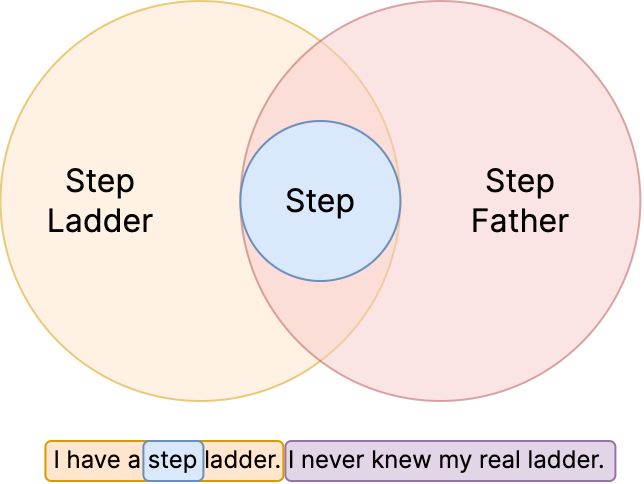 Step
Ladder
Step
Step
Father
I have a step ladder. I never knew my real ladder.